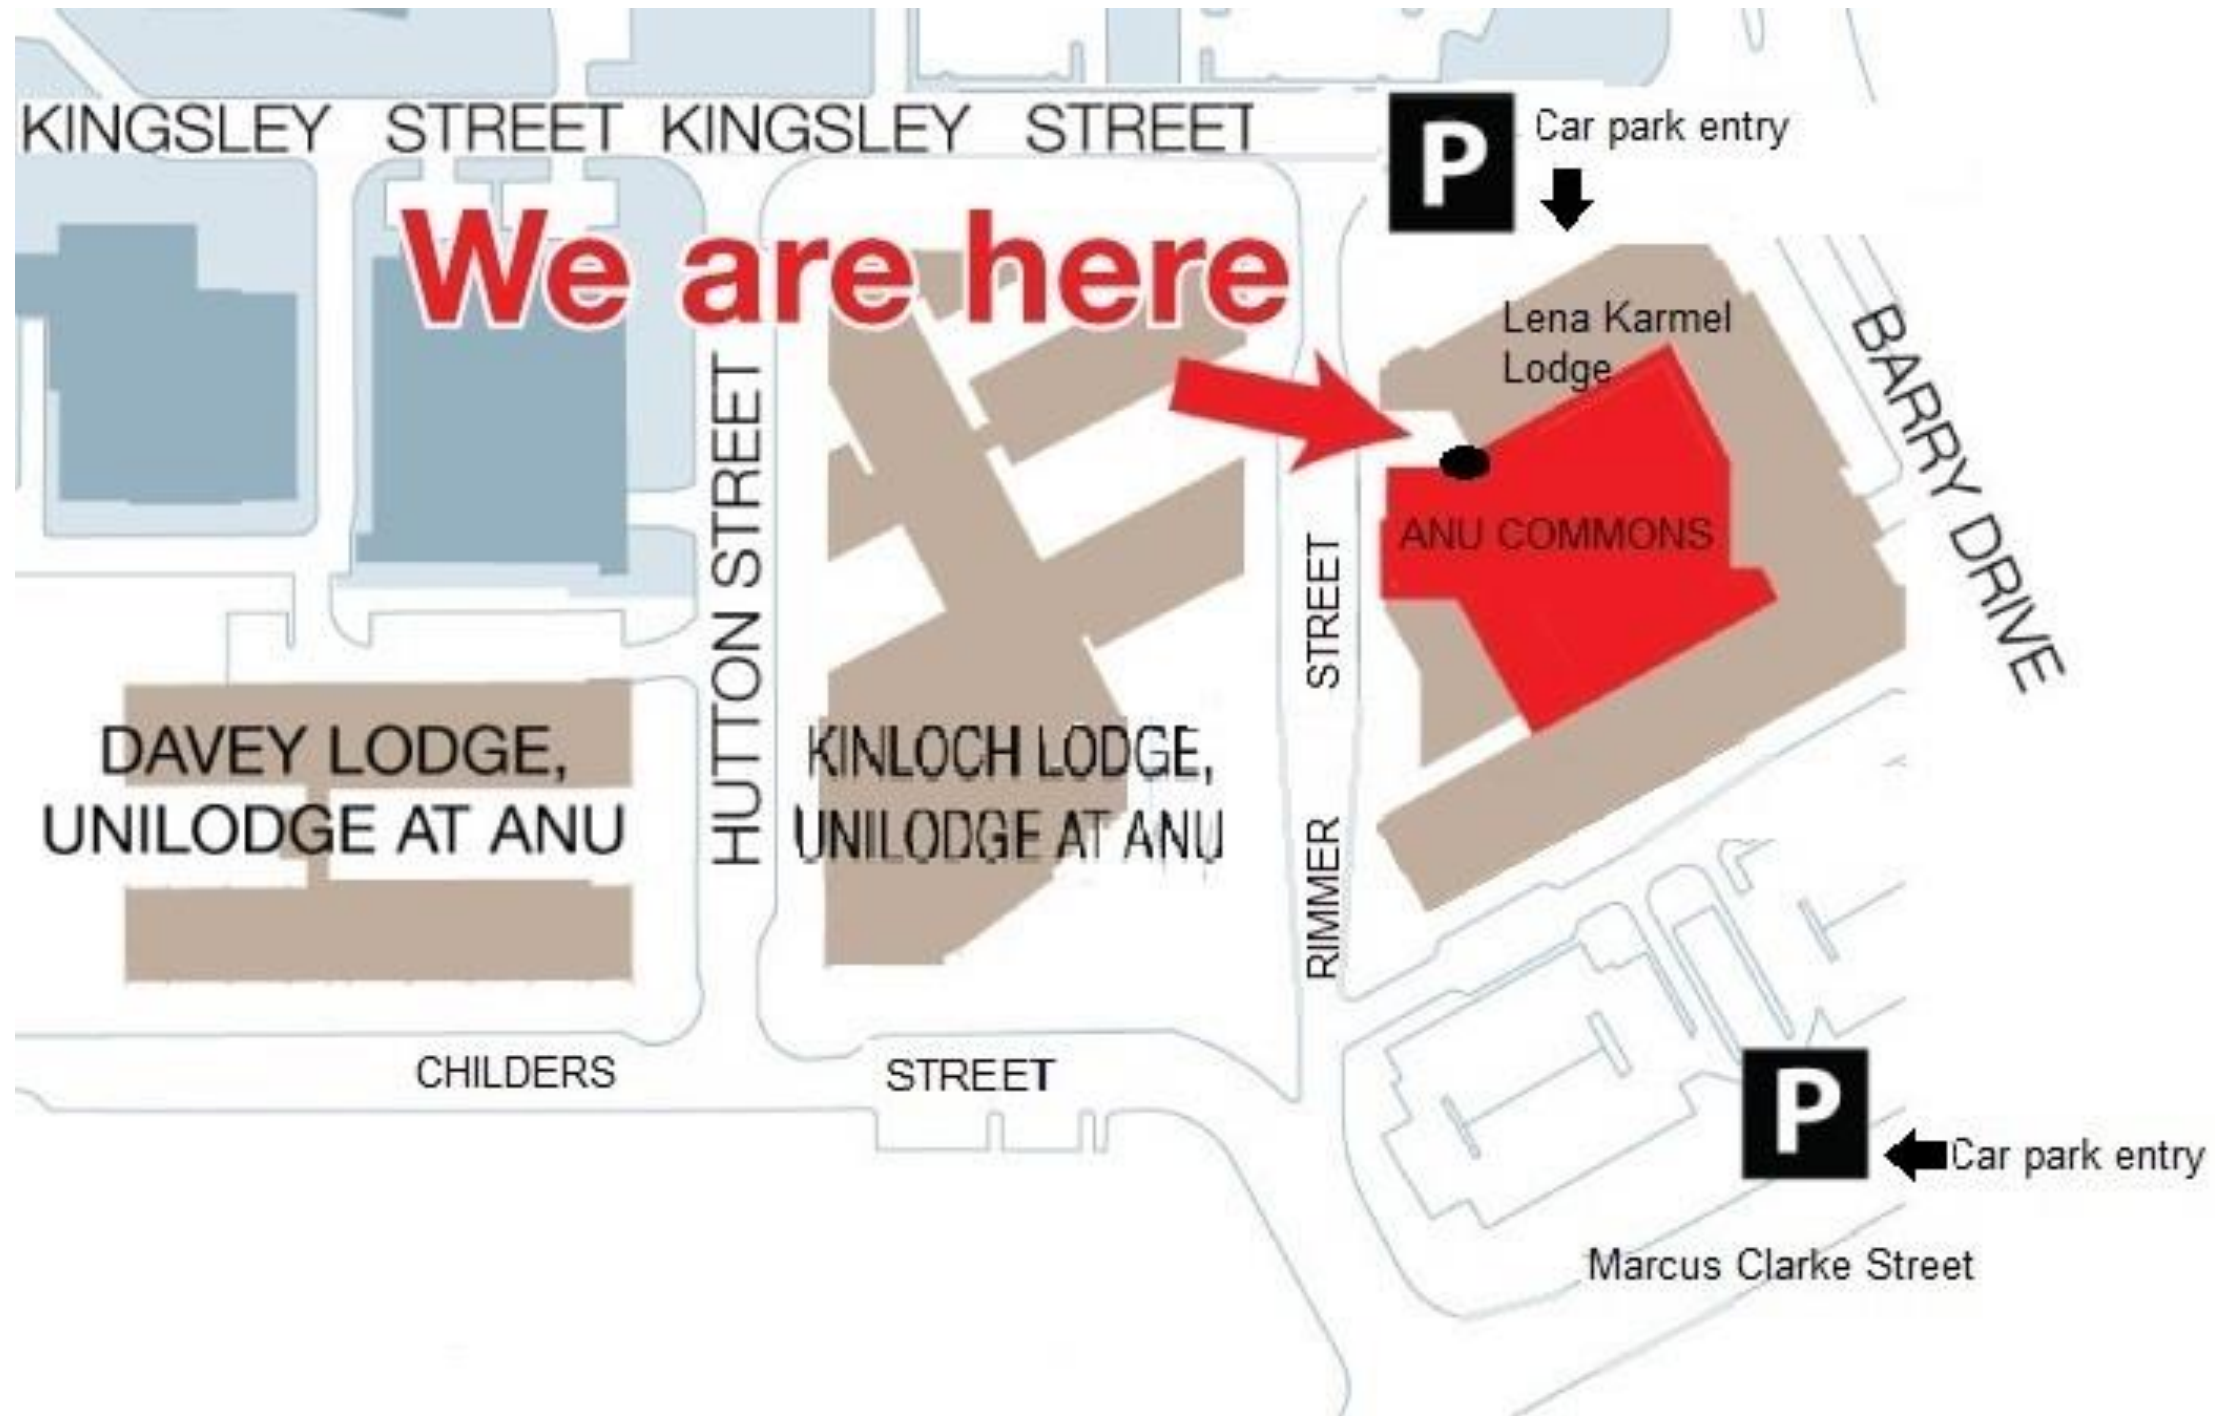 KINGSLEY STREET KINGSLEY STREET
P
Car park entry
We are here
Lena Karmel
Lodge
BARRY DRIVE
ANU COMMONS
HUTTON STREET
RIMMER STREET
DAVEY LODGE,
UNILODGE AT ANU
KINLOCH LODGE,
UNILODGE AT ANU
CHILDERS STREET
P
Car park entry
Marcus Clarke Street